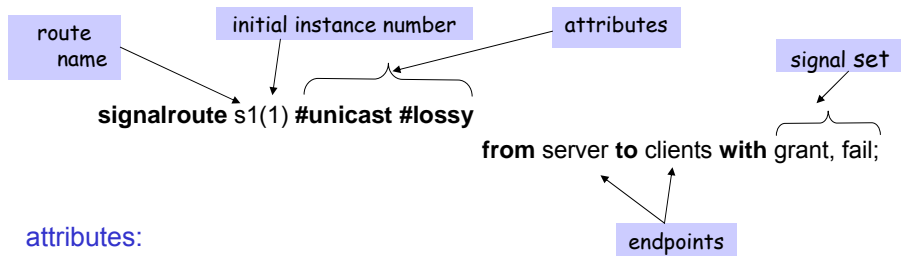 route
name
initial instance number
attributes
signal set
signalroute s1(1) #unicast #lossy
from server to clients with grant, fail;
attributes:
endpoints